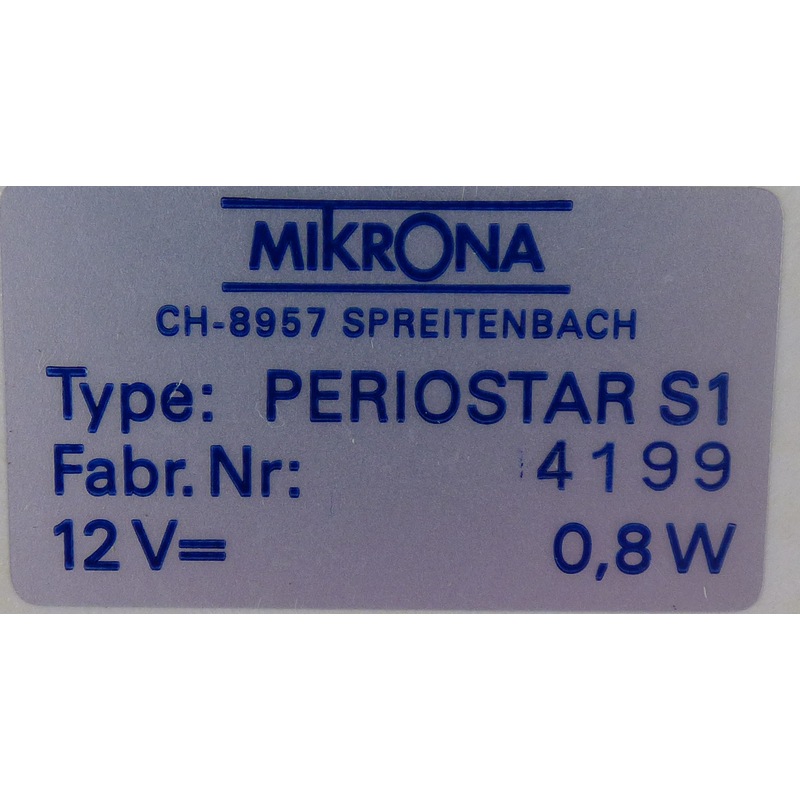 MIKRONA
CH-8957 SPREITENBACH
Type: PERIOSTAR S1
Fabr. Nr: 4199
12 V= 0,8 W